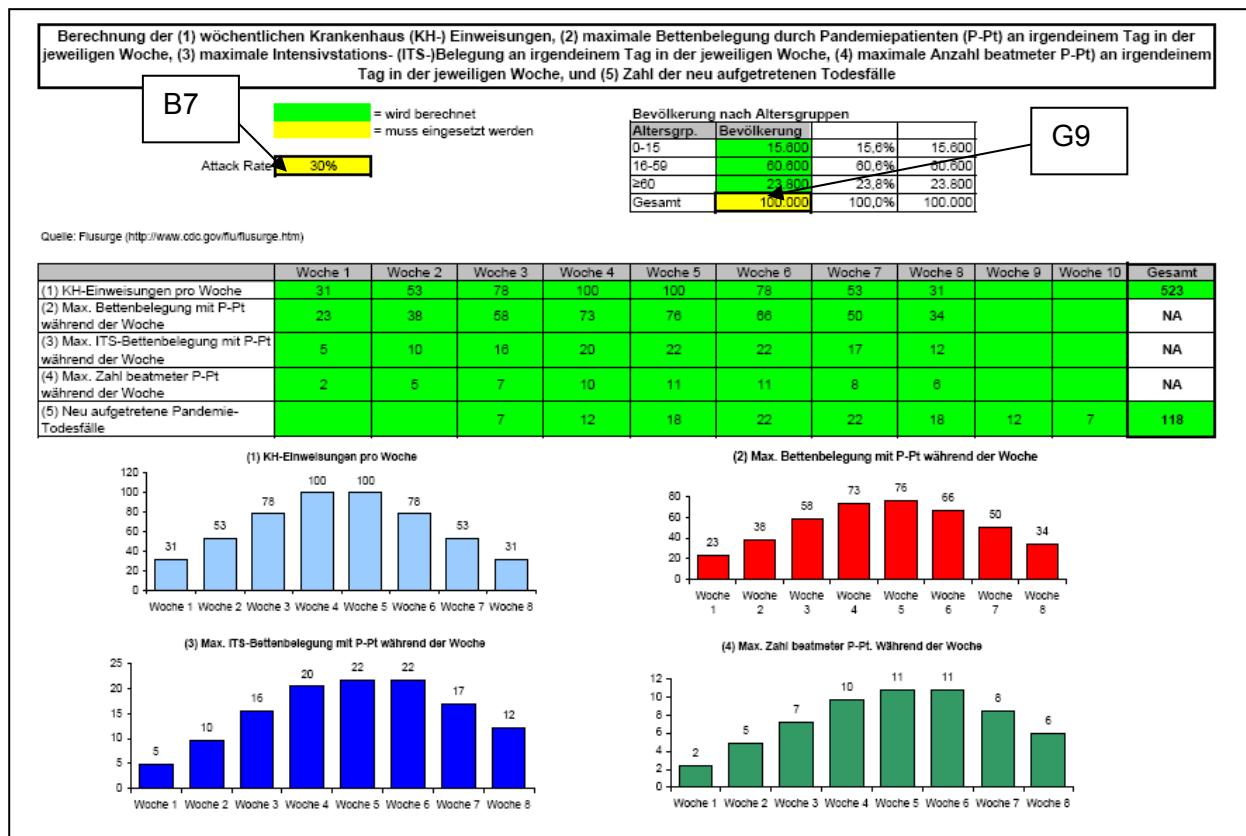 Berechnung der (1) wöchentlichen Krankenhaus (KH-) Einweisungen, (2) maximale Bettenbelegung durch Pandemiepatienten (P-Pt) an irgendeinem Tag in der
jeweiligen Woche, (3) maximale Intensivstations- (ITS-)Belegung an irgendeinem Tag in der jeweiligen Woche, (4) maximale Anzahl beatmeter P-Pt) an irgendeinem
Tag in der jeweiligen Woche, und (5) Zahl der neu aufgetretenen Todesfälle
B7
= wird berechnet
= muss eingesetzt werden
Attack Rate 30%
Bevölkerung nach Altersgruppen
Altersgrp. Bevölkerung
0-15 15.600 15,6% 15.600
16-59 60.600 60,6% 60.600
≥60 23.800 23,8% 23.800
Gesamt 100.000 100,0% 100.000
G9
Quelle: Flusurge (http://www.cdc.gov/flu/flusurge.htm)
Woche 1 Woche 2 Woche 3 Woche 4 Woche 5 Woche 6 Woche 7 Woche 8 Woche 9 Woche 10 Gesamt
(1) KH-Einweisungen pro Woche 31 53 78 100 100 78 53 31 523
(2) Max. Bettenbelegung mit P-Pt
während der Woche 23 38 58 73 76 66 50 34 NA
(3) Max. ITS-Bettenbelegung mit P-Pt
während der Woche 5 10 16 20 22 22 17 12 NA
(4) Max. Zahl beatmeter P-Pt
während der Woche 2 5 7 10 11 11 8 6 NA
(5) Neu aufgetretene Pandemie-
Todesfälle 7 12 18 22 22 18 12 7 118
(1) KH-Einweisungen pro Woche
120
100
80
60
40
20
0
31 53 78 100 100 78 53 31
Woche 1 Woche 2 Woche 3 Woche 4 Woche 5 Woche 6 Woche 7 Woche 8
(2) Max. Bettenbelegung mit P-Pt während der Woche
80
60
40
20
0
23 38 58 73 76 66 50 34
Woche Woche Woche Woche Woche Woche Woche Woche
1 2 3 4 5 6 7 8
(3) Max. ITS-Bettenbelegung mit P-Pt während der Woche
25
20
15
10
5
0
5 10 16 20 22 22 17 12
Woche 1 Woche 2 Woche 3 Woche 4 Woche 5 Woche 6 Woche 7 Woche 8
(4) Max. Zahl beatmeter P-Pt. Während der Woche
12
10
8
6
4
2
0
2 5 7 10 11 11 8 6
Woche 1 Woche 2 Woche 3 Woche 4 Woche 5 Woche 6 Woche 7 Woche 8